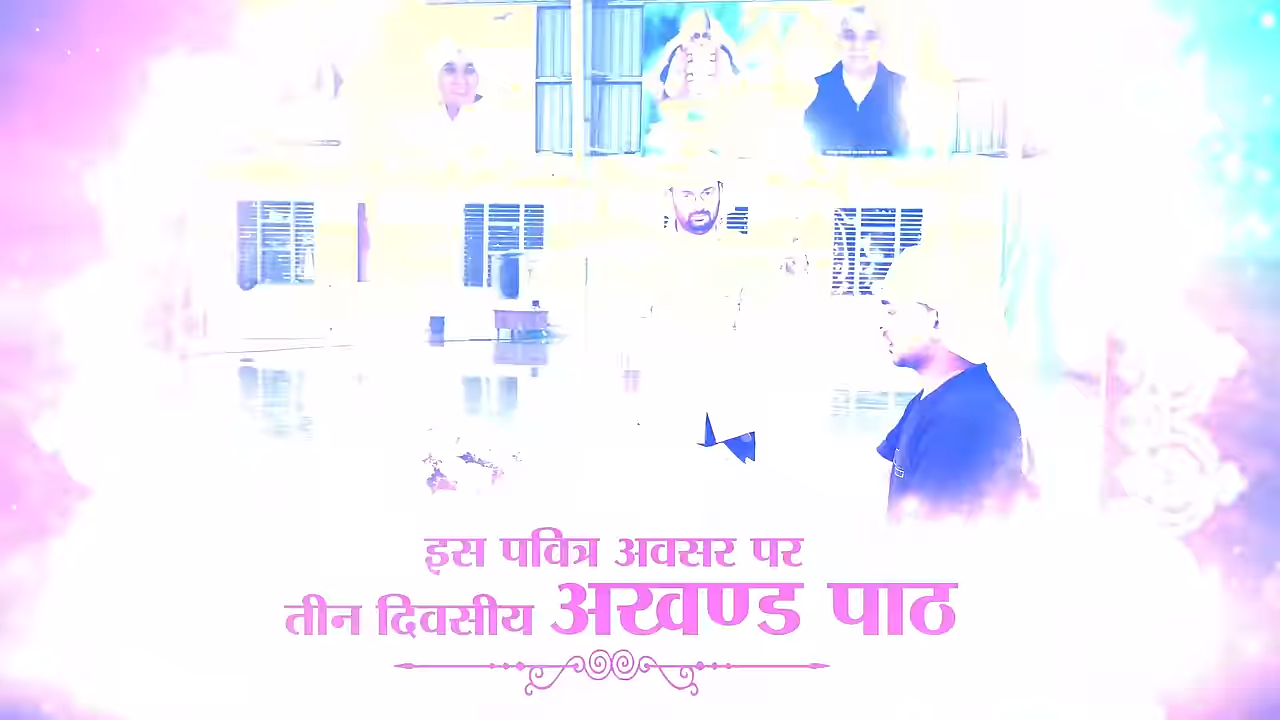 इस पवित्र अवसर पर
तीन दिवसीय अखण्ड पाठ